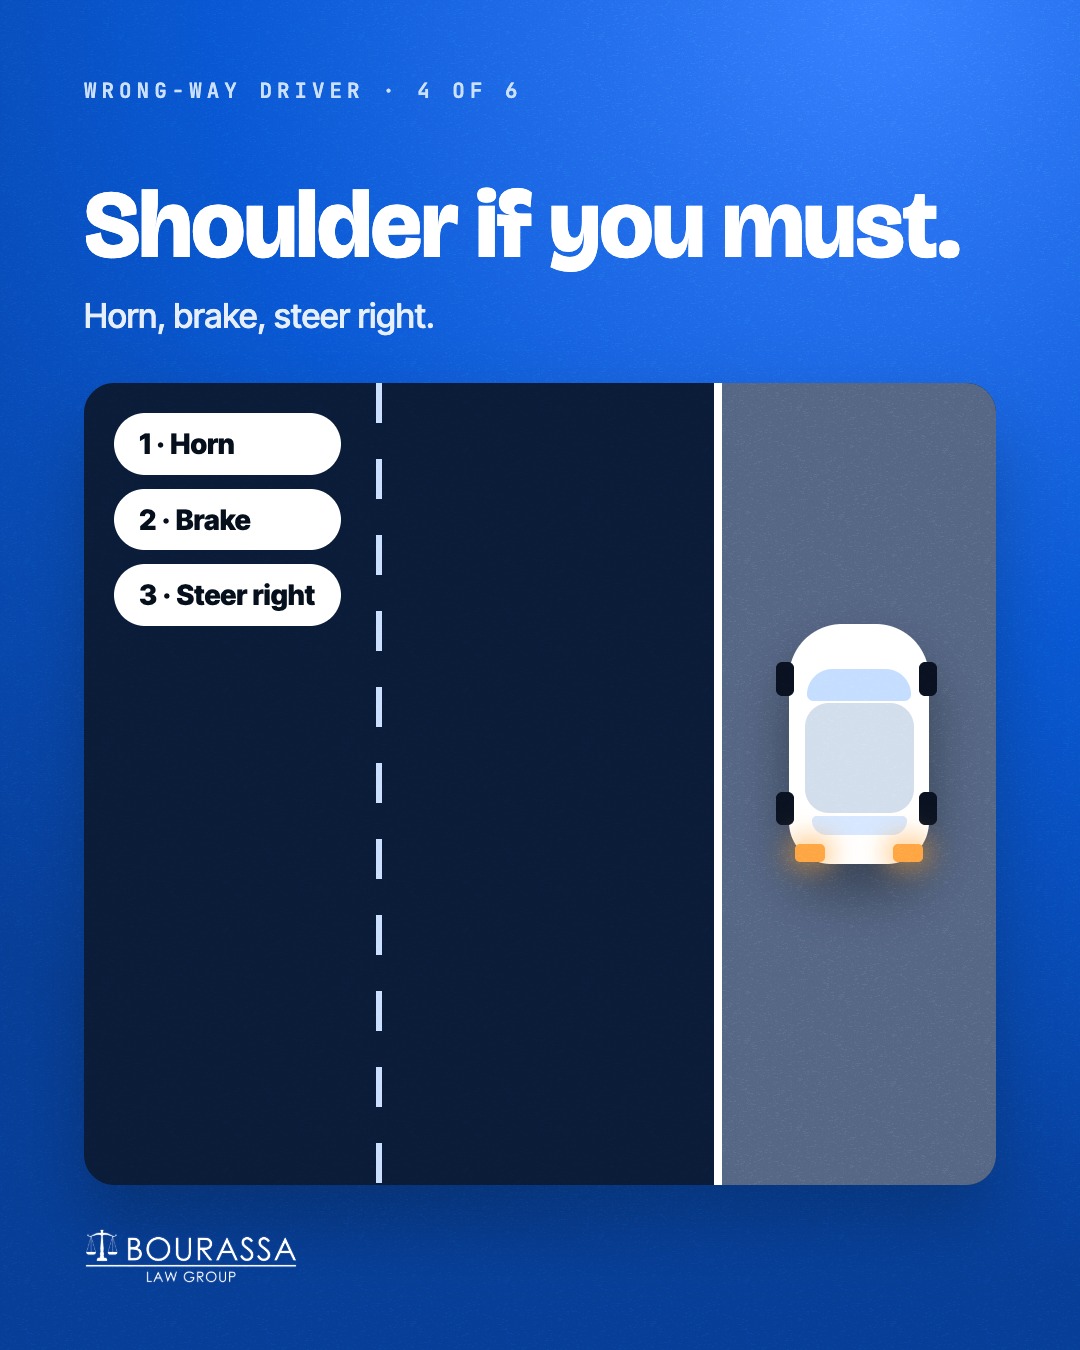 WRONG-WAY DRIVER · 4 OF 6
Shoulder if you must.
Horn, brake, steer right.
1 · Horn
2 · Brake
3 · Steer right
BOURASSA
LAW GROUP